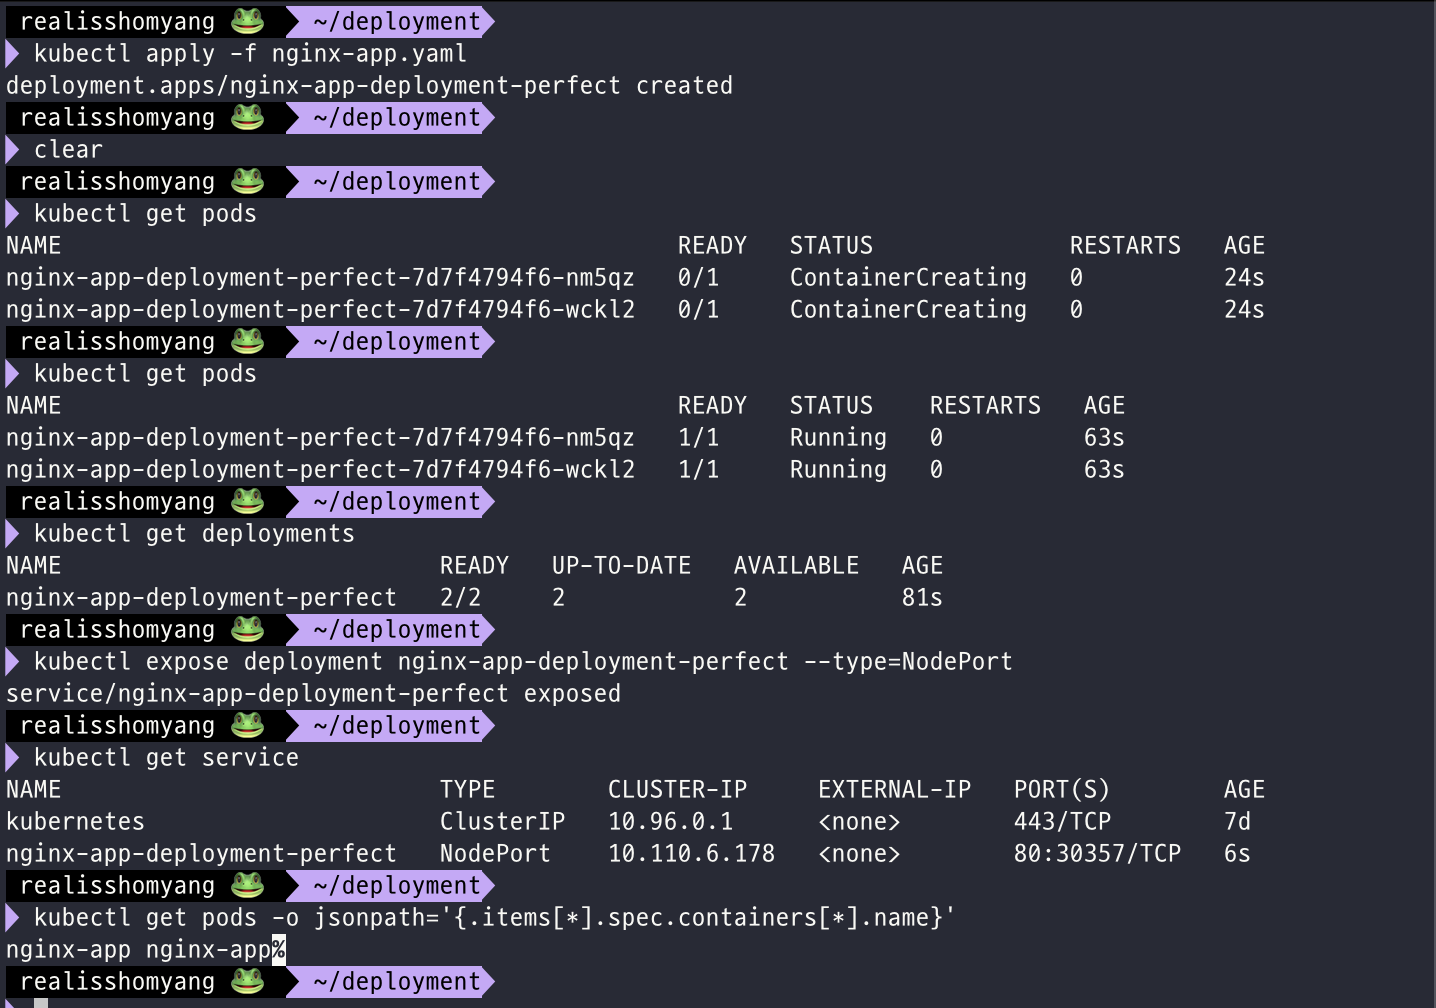 realisshomyang 🐸 ~/deployment
kubectl apply -f nginx-app.yaml
deployment.apps/nginx-app-deployment-perfect created
realisshomyang 🐸 ~/deployment
clear
realisshomyang 🐸 ~/deployment
kubectl get pods
NAME READY STATUS RESTARTS AGE
nginx-app-deployment-perfect-7d7f4794f6-nm5qz 0/1 ContainerCreating 0 24s
nginx-app-deployment-perfect-7d7f4794f6-wckl2 0/1 ContainerCreating 0 24s
realisshomyang 🐸 ~/deployment
kubectl get pods
NAME READY STATUS RESTARTS AGE
nginx-app-deployment-perfect-7d7f4794f6-nm5qz 1/1 Running 0 63s
nginx-app-deployment-perfect-7d7f4794f6-wckl2 1/1 Running 0 63s
realisshomyang 🐸 ~/deployment
kubectl get deployments
NAME READY UP-TO-DATE AVAILABLE AGE
nginx-app-deployment-perfect 2/2 2 2 81s
realisshomyang 🐸 ~/deployment
kubectl expose deployment nginx-app-deployment-perfect --type=NodePort
service/nginx-app-deployment-perfect exposed
realisshomyang 🐸 ~/deployment
kubectl get service
NAME TYPE CLUSTER-IP EXTERNAL-IP PORT(S) AGE
kubernetes ClusterIP 10.96.0.1 <none> 443/TCP 7d
nginx-app-deployment-perfect NodePort 10.110.6.178 <none> 80:30357/TCP 6s
realisshomyang 🐸 ~/deployment
kubectl get pods -o jsonpath='{.items[*].spec.containers[*].name}'
nginx-app nginx-app%
realisshomyang 🐸 ~/deployment